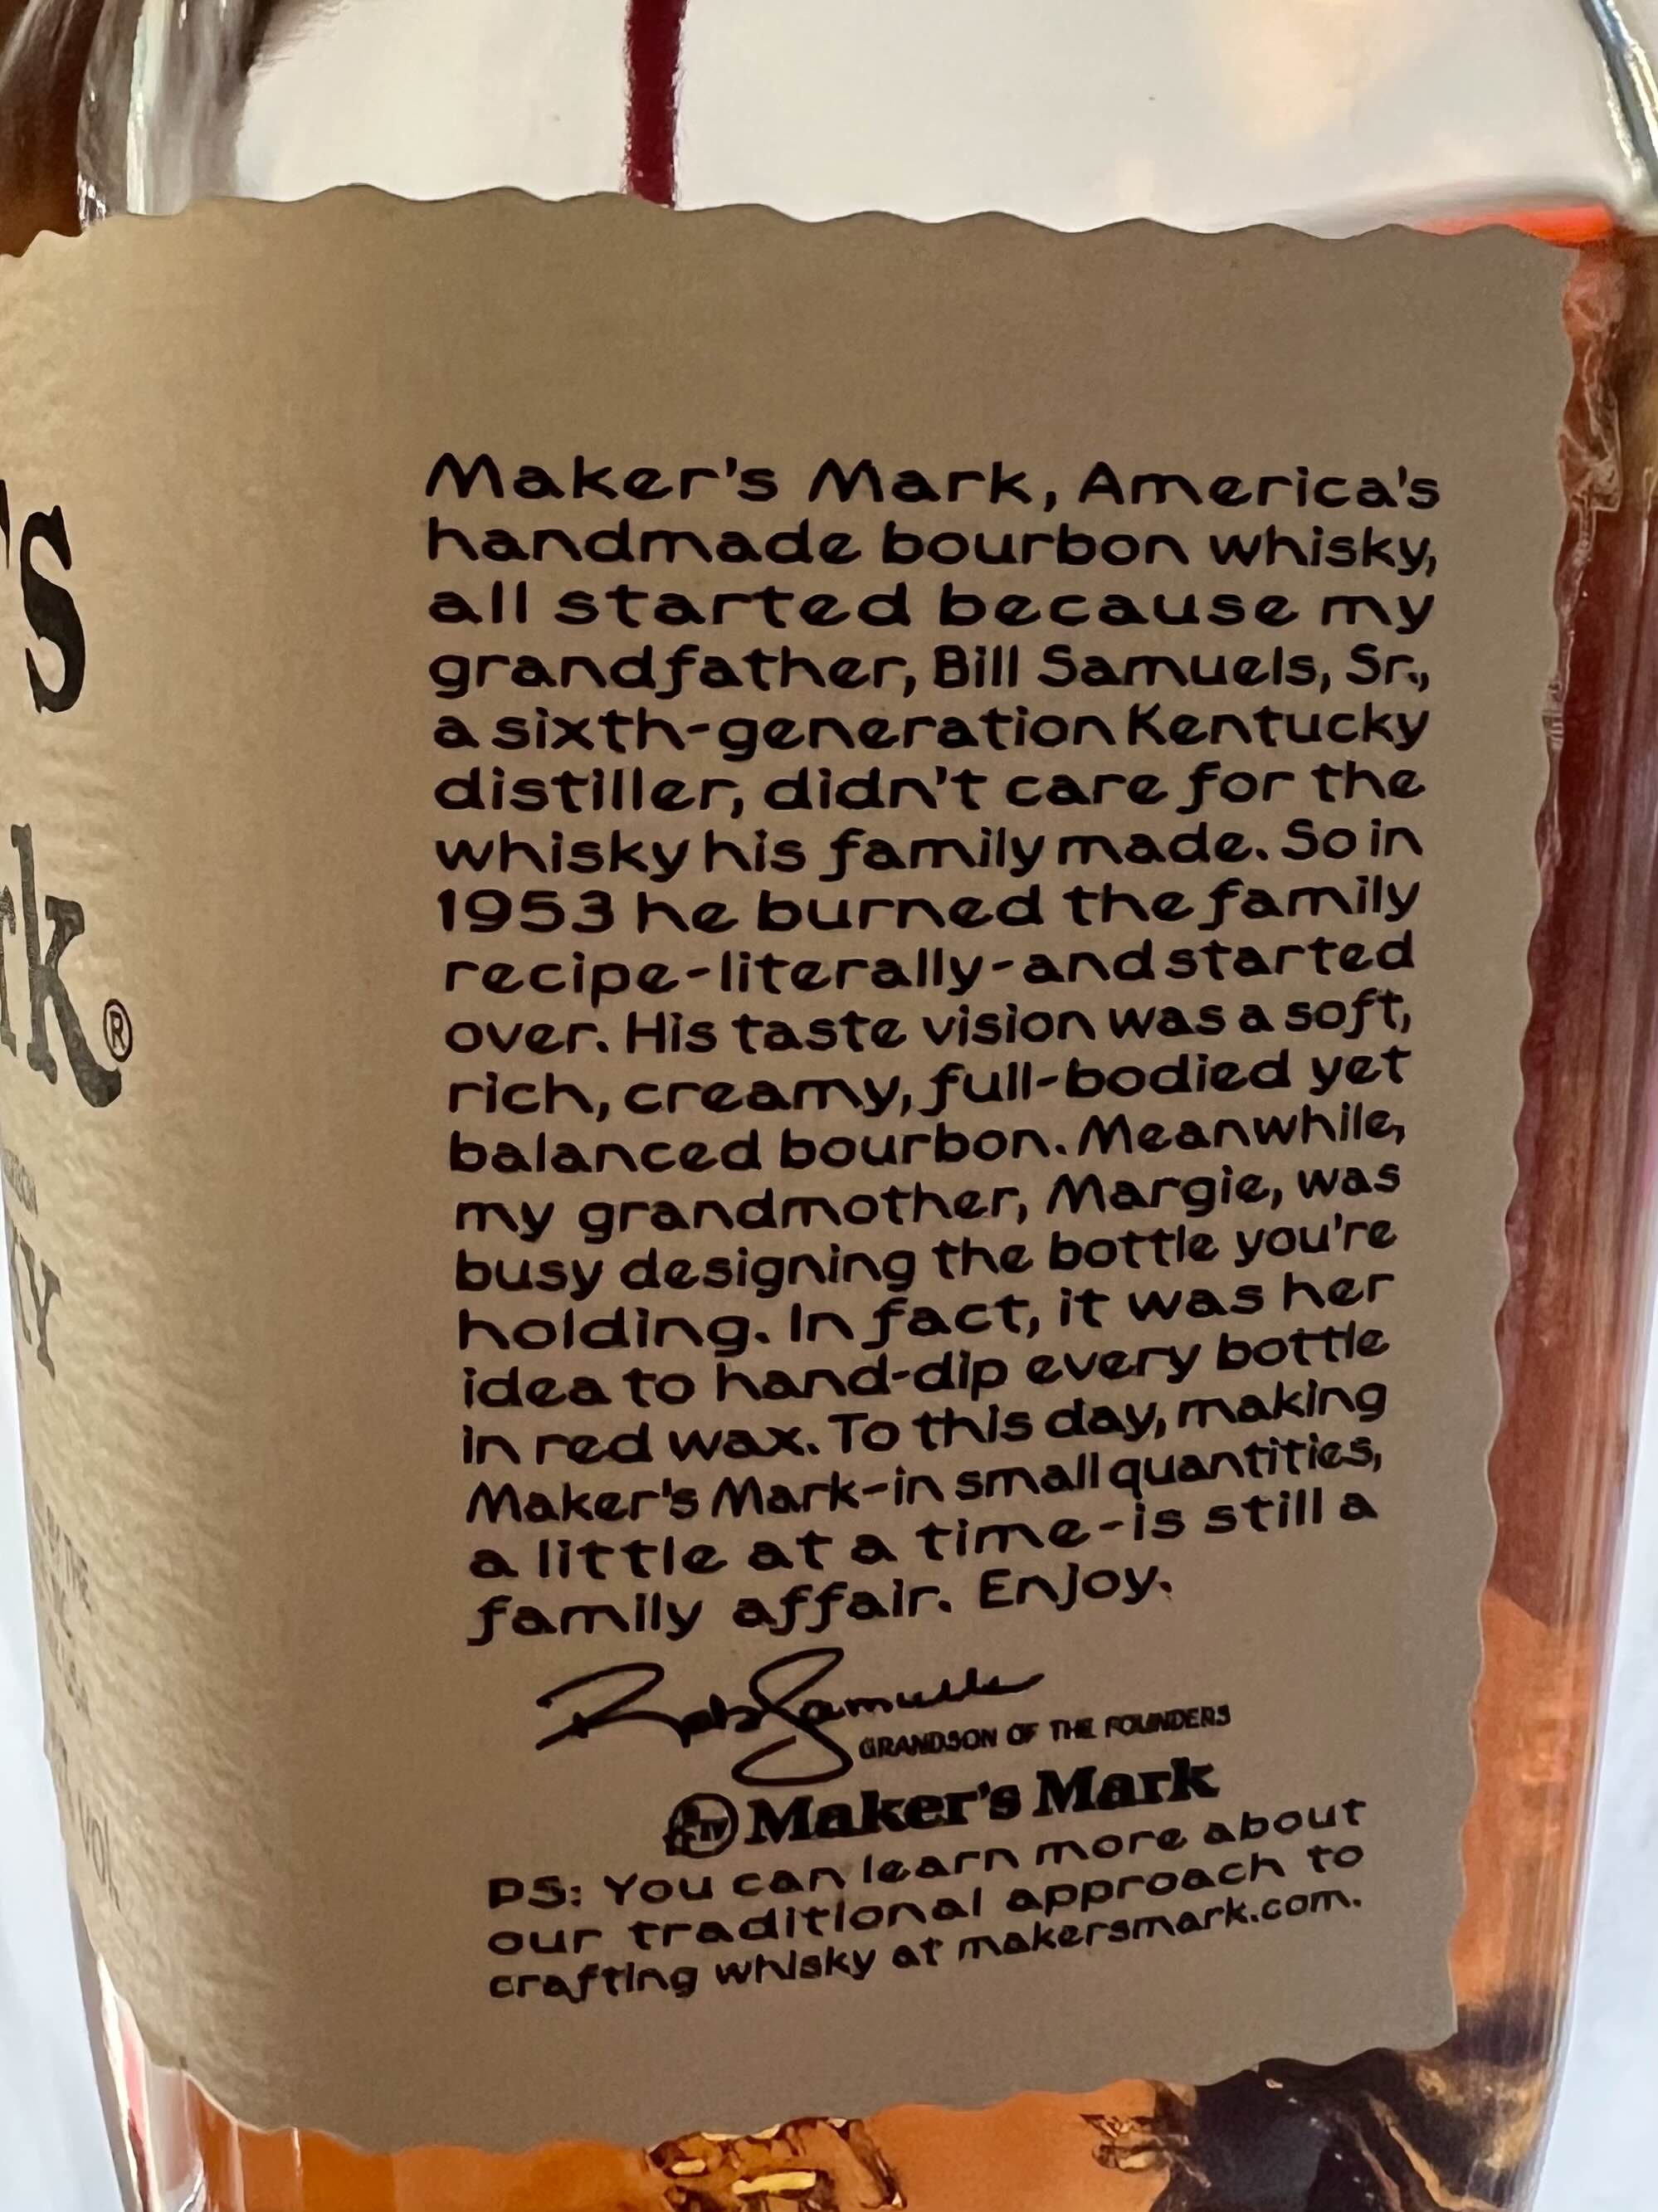 's
rk®
Maker's Mark, America's
handmade bourbon whisky,
all started because my
grandfather, Bill Samuels, Sr.,
a sixth-generation Kentucky
distiller, didn't care for the
whisky his family made. So in
1953 he burned the family
recipe-literally-and started
over. His taste vision was a soft,
rich, creamy, full-bodied yet
balanced bourbon. Meanwhile,
my grandmother, Margie, was
busy designing the bottle you're
holding. In fact, it was her
idea to hand-dip every bottle
in red wax. To this day, making
Maker's Mark-in small quantities,
a little at a time-is still a
family affair. Enjoy.
Rob Samuels
GRANDSON OF THE FOUNDERS
Maker's Mark
PS: You can learn more about
our traditional approach to
crafting whisky at makersmark.com.